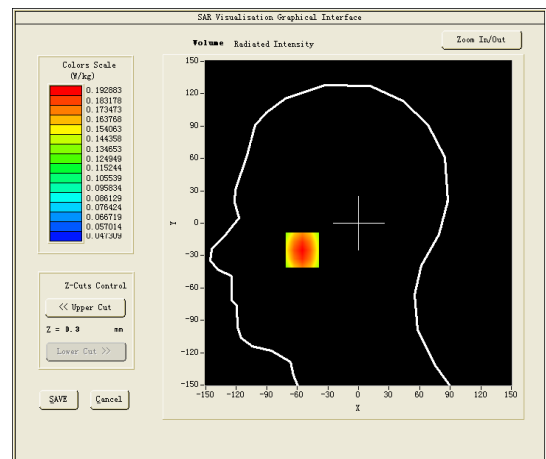 SAR Visualisation Graphical Interface
Volume Radiated Intensity
Zoom In/Out
Colors Scale
(W/kg)
0.192883
0.183178
0.173473
0.163768
0.154063
0.144358
0.134653
0.124949
0.115244
0.105539
0.095834
0.086129
0.076424
0.066719
0.057014
0.047309
Z-Cuts Control
<< Upper Cut
Z = 0.3 mm
Lower Cut >>
SAVE Cancel
150
120
90
60
30
Y 0
-30
-60
-90
-120
-150
-150 -120 -90 -60 -30 0 30 60 90 120 150
X